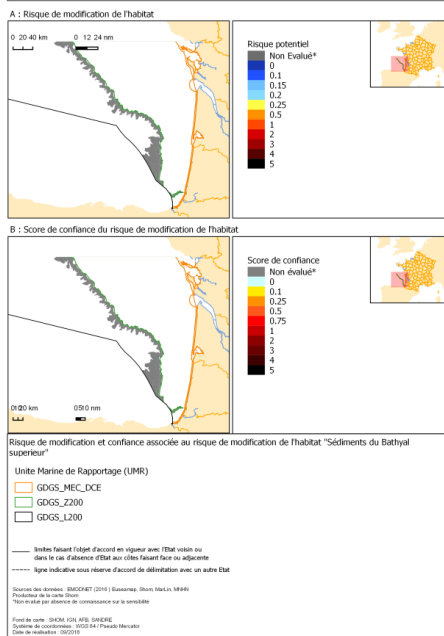 A : Risque de modification de l'habitat
0 20 40 km
0 12 24 nm
Risque potentiel
Non Evalué*
0
0.1
0.15
0.2
0.25
0.5
1
2
3
4
5
B : Score de confiance du risque de modification de l'habitat
Score de confiance
Non évalué*
0
0.1
0.25
0.5
0.75
1
2
3
4
5
Risque de modification et confiance associée au risque de modification de l'habitat "Sédiments du Bathyal
superieur"
Unite Marine de Rapportage (UMR)
GDGS_MEC_DCE
GDGS_Z200
GDGS_L200
limites faisant l'objet d'accord en vigueur avec l'Etat voisin ou
dans le cas d'absence d'Etat aux côtes faisant face ou adjacente
ligne indicative sous réserve d'accord de délimitation avec un autre Etat
Sources des données : EMODNET (2016) Euseamap, Shom, MarLin, MNHN
Producteur de la carte Shom
*Non évalué par absence de connaissance sur la sensibilité
Fond de carte : SHOM, IGN, AFB, SANDRE
Système de coordonnées : WGS 84 / Pseudo Mercator
Date de réalisation : 09/2018